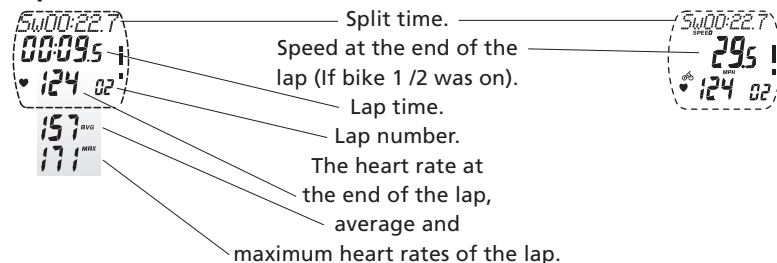 Sw00:22.7
00:09.5
♥ 124 02
157 AVG
171 MAX
Split time.
Speed at the end of the
lap (If bike 1 /2 was on).
Lap time.
Lap number.
The heart rate at
the end of the lap,
average and
maximum heart rates of the lap.
Sw00:22.7
SPEED
29.5
MPH
♥ 124 02